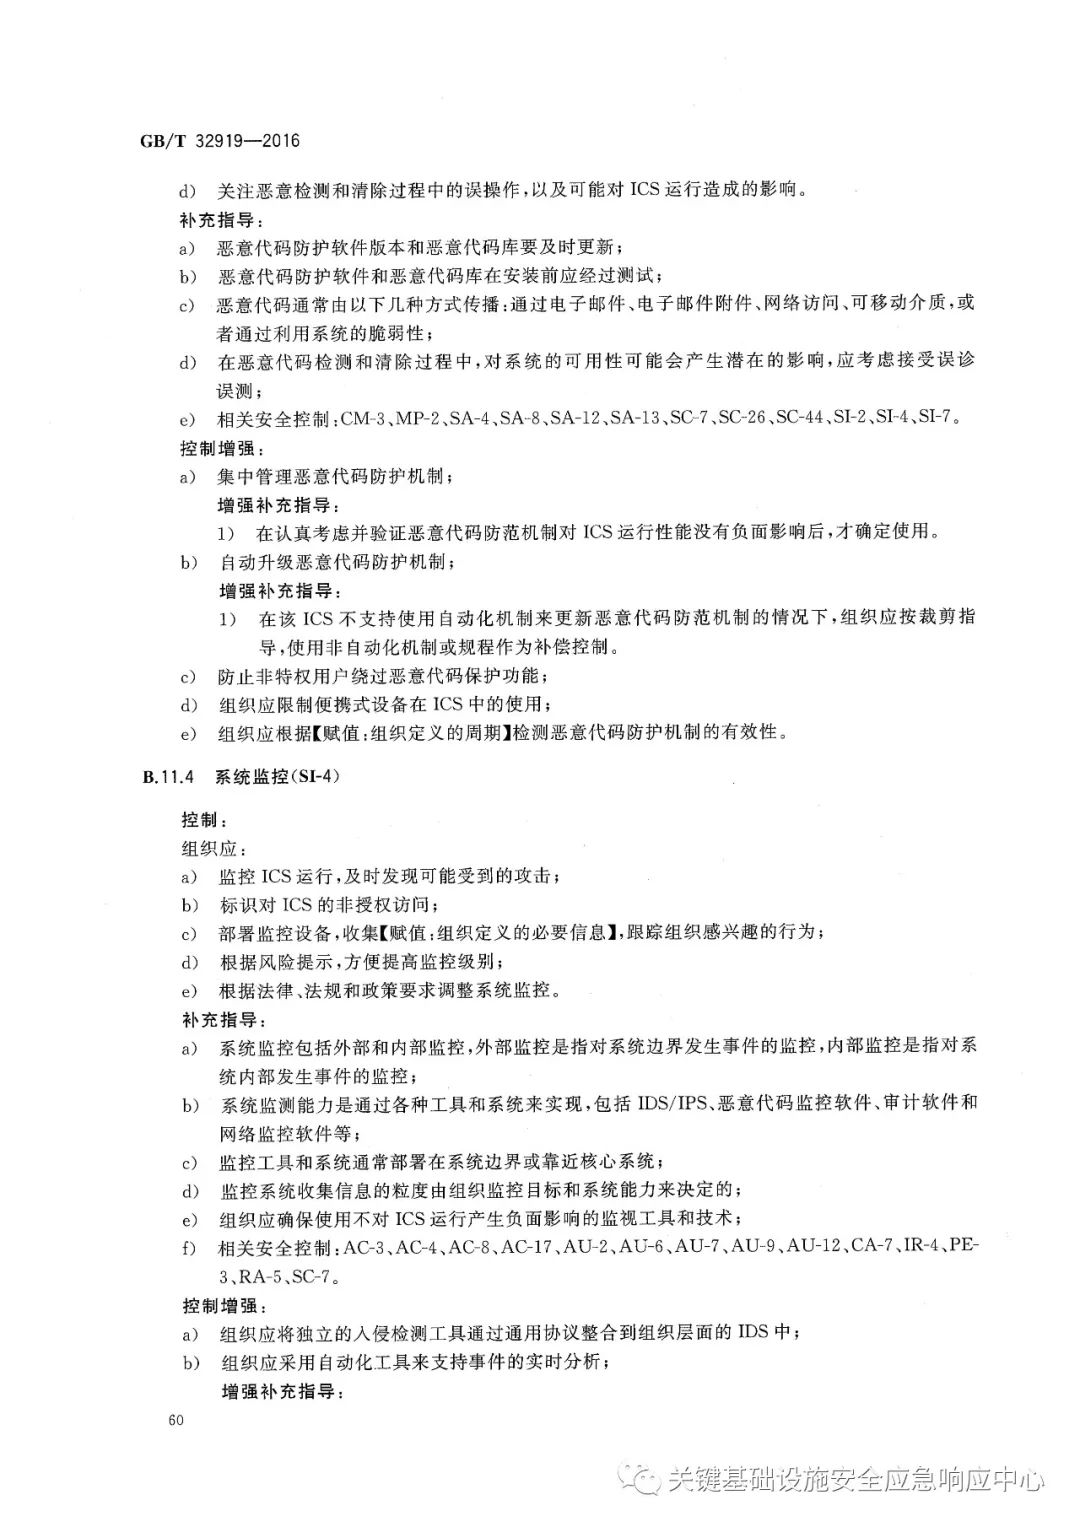 GB/T 32919—2016
d) 关注恶意检测和清除过程中的误操作,以及可能对 ICS 运行造成的影响。
补充指导:
a) 恶意代码防护软件版本和恶意代码库要及时更新;
b) 恶意代码防护软件和恶意代码库在安装前应经过测试;
c) 恶意代码通常由以下几种方式传播:通过电子邮件、电子邮件附件、网络访问、可移动介质,或
者通过利用系统的脆弱性;
d) 在恶意代码检测和清除过程中,对系统的可用性可能会产生潜在的影响,应考虑接受误诊
误测;
e) 相关安全控制:CM-3、MP-2、SA-4、SA-8、SA-12、SA-13、SC-7、SC-26、SC-44、SI-2、SI-4、SI-7。
控制增强:
a) 集中管理恶意代码防护机制;
增强补充指导:
1) 在认真考虑并验证恶意代码防范机制对 ICS 运行性能没有负面影响后,才确定使用。
b) 自动升级恶意代码防护机制;
增强补充指导:
1) 在该 ICS 不支持使用自动化机制来更新恶意代码防范机制的情况下,组织应按裁剪指
导,使用非自动化机制或规程作为补偿控制。
c) 防止非特权用户绕过恶意代码保护功能;
d) 组织应限制便携式设备在 ICS 中的使用;
e) 组织应根据【赋值:组织定义的周期】检测恶意代码防护机制的有效性。
B.11.4 系统监控(SI-4)
控制:
组织应:
a) 监控 ICS 运行,及时发现可能受到的攻击;
b) 标识对 ICS 的非授权访问;
c) 部署监控设备,收集【赋值:组织定义的必要信息】,跟踪组织感兴趣的行为;
d) 根据风险提示,方便提高监控级别;
e) 根据法律、法规和政策要求调整系统监控。
补充指导:
a) 系统监控包括外部和内部监控,外部监控是指对系统边界发生事件的监控,内部监控是指对系
统内部发生事件的监控;
b) 系统监测能力是通过各种工具和系统来实现,包括 IDS/IPS、恶意代码监控软件、审计软件和
网络监控软件等;
c) 监控工具和系统通常部署在系统边界或靠近核心系统;
d) 监控系统收集信息的粒度由组织监控目标和系统能力来决定的;
e) 组织应确保使用不对 ICS 运行产生负面影响的监视工具和技术;
f) 相关安全控制:AC-3、AC-4、AC-8、AC-17、AU-2、AU-6、AU-7、AU-9、AU-12、CA-7、IR-4、PE-
3、RA-5、SC-7。
控制增强:
a) 组织应将独立的入侵检测工具通过通用协议整合到组织层面的 IDS 中;
b) 组织应采用自动化工具来支持事件的实时分析;
增强补充指导:
60
关键基础设施安全应急响应中心